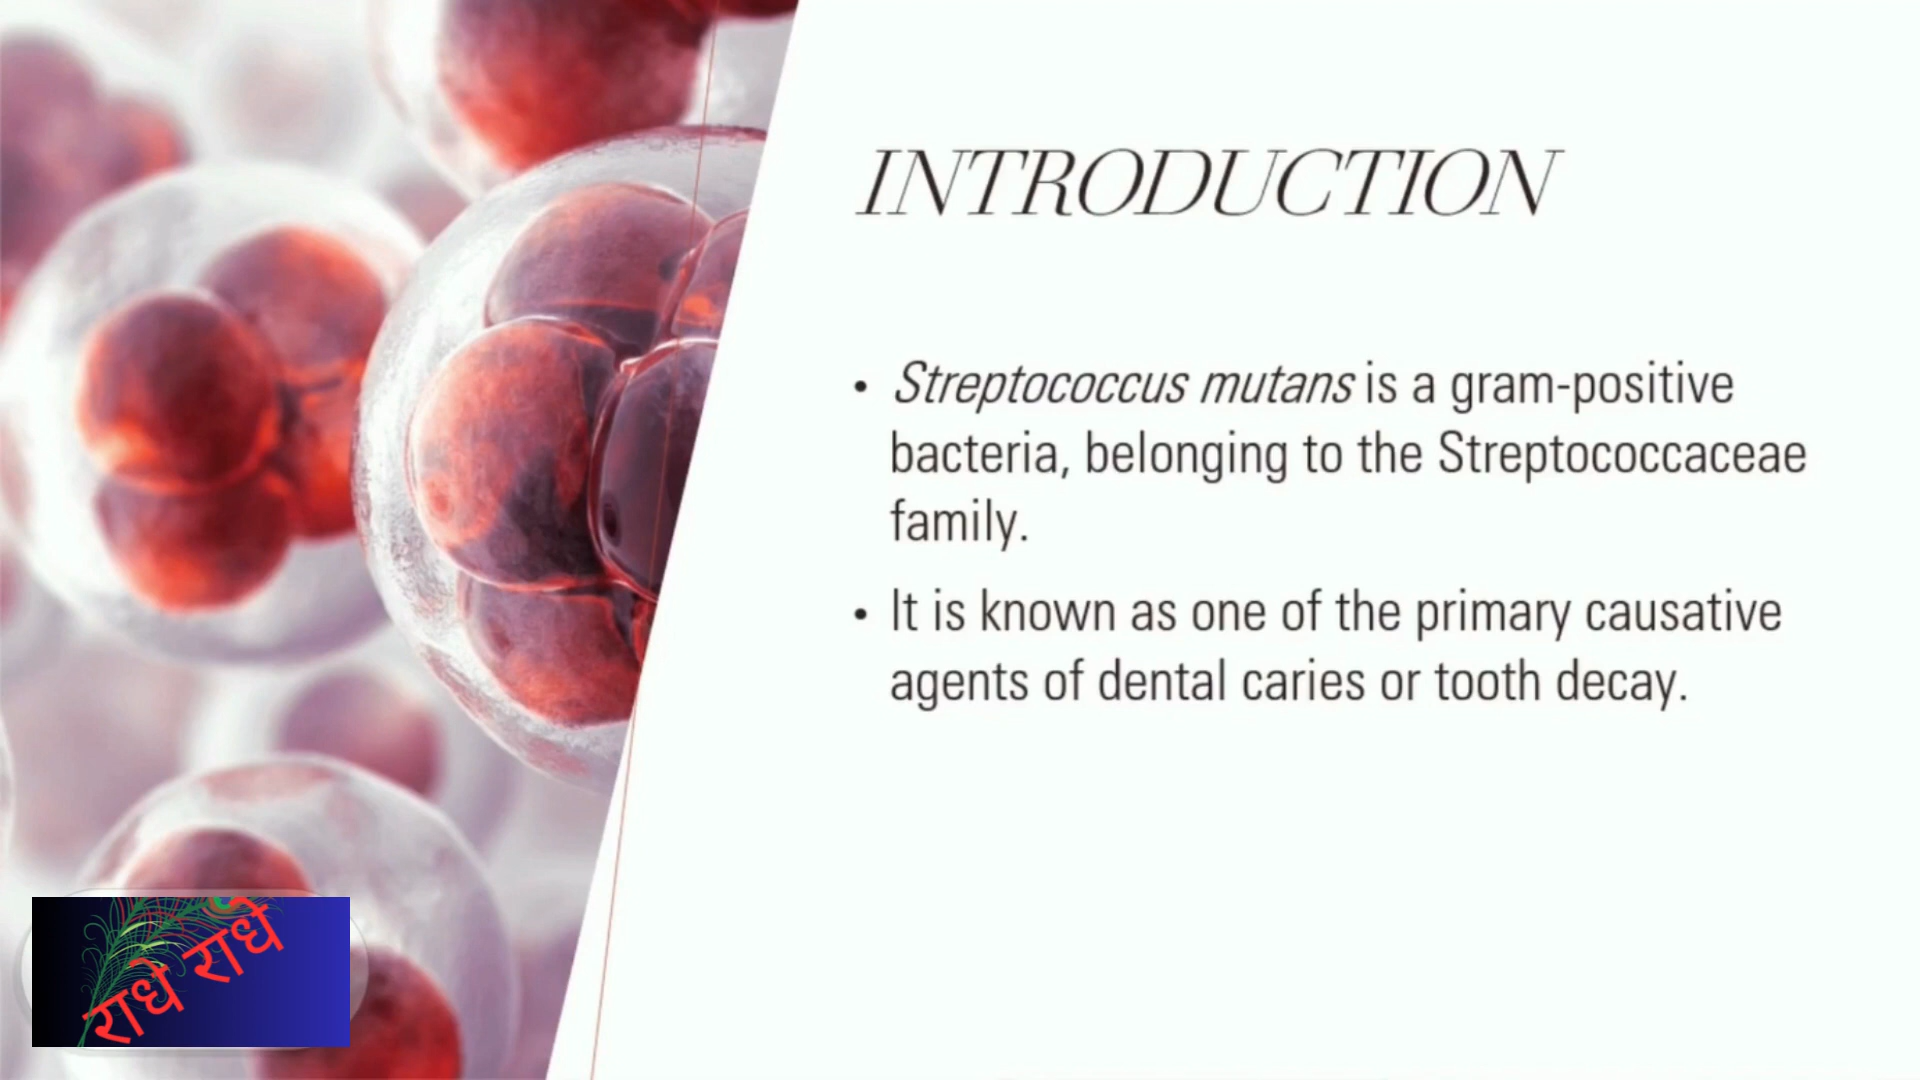 INTRODUCTION
• Streptococcus mutans is a gram-positive
bacteria, belonging to the Streptococcaceae
family.
• It is known as one of the primary causative
agents of dental caries or tooth decay.
राधे राधे